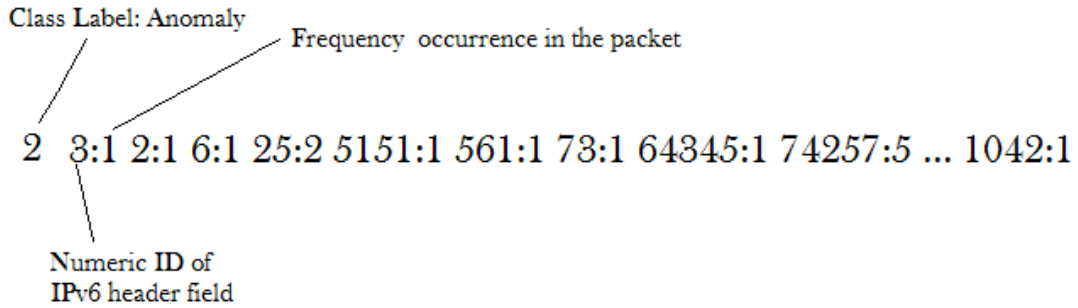 Class Label: Anomaly
Frequency occurrence in the packet
2 3:1 2:1 6:1 25:2 5151:1 561:1 73:1 64345:1 74257:5 ... 1042:1
Numeric ID of
IPv6 header field